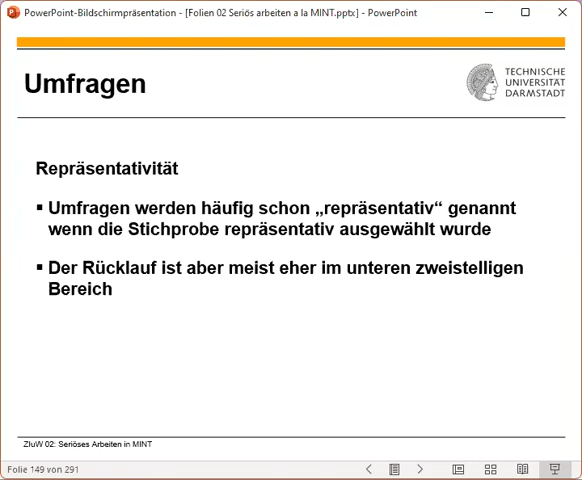 PowerPoint-Bildschirmpräsentation - [Folien 02 Seriös arbeiten a la MINT.pptx] - PowerPoint
Umfragen
TECHNISCHE
UNIVERSITÄT
DARMSTADT
Repräsentativität
▪ Umfragen werden häufig schon „repräsentativ“ genannt
wenn die Stichprobe repräsentativ ausgewählt wurde
▪ Der Rücklauf ist aber meist eher im unteren zweistelligen
Bereich
ZIuW 02: Seriöses Arbeiten in MINT
Folie 149 von 291